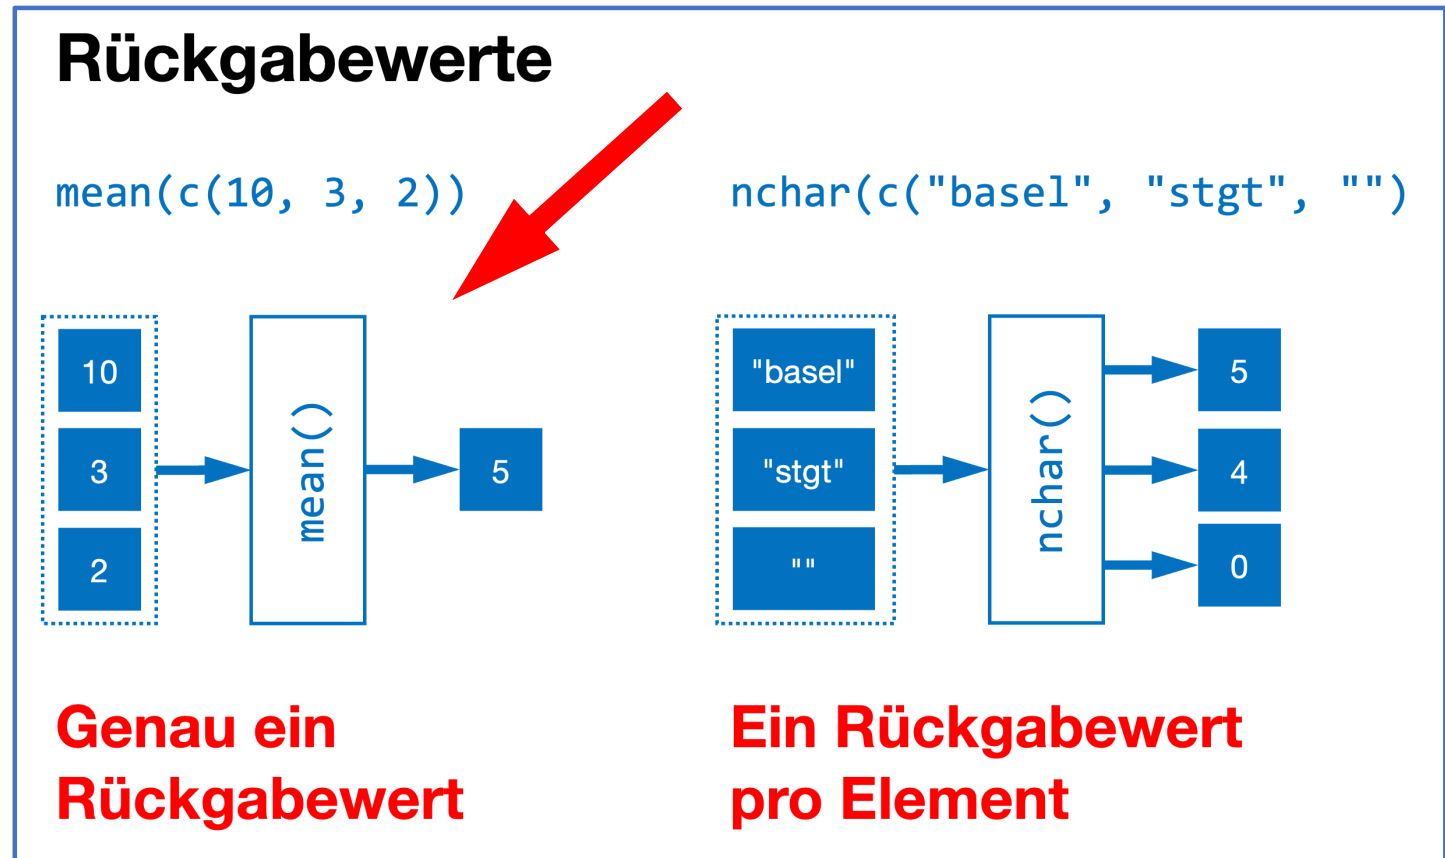 Rückgabewerte
mean(c(10, 3, 2))
10
3
2
mean()
5
Genau ein
Rückgabewert
nchar(c("basel", "stgt", "")
"basel"
"stgt"
""
nchar()
5
4
0
Ein Rückgabewert
pro Element